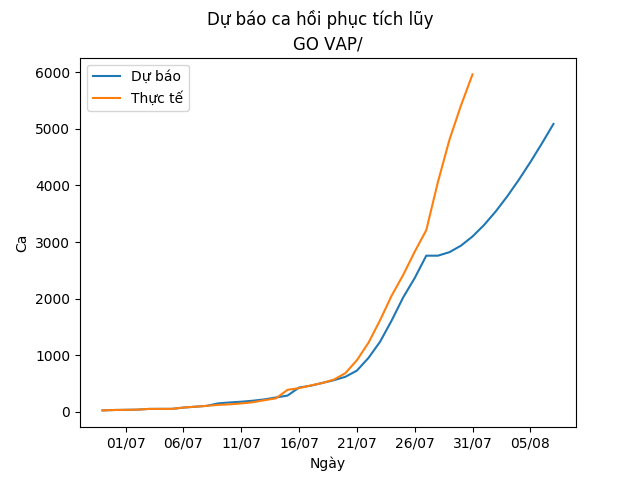 Dự báo ca hồi phục tích lũy
GO VAP/
Dự báo
Thực tế
Ca
6000
5000
4000
3000
2000
1000
0
01/07 06/07 11/07 16/07 21/07 26/07 31/07 05/08
Ngày